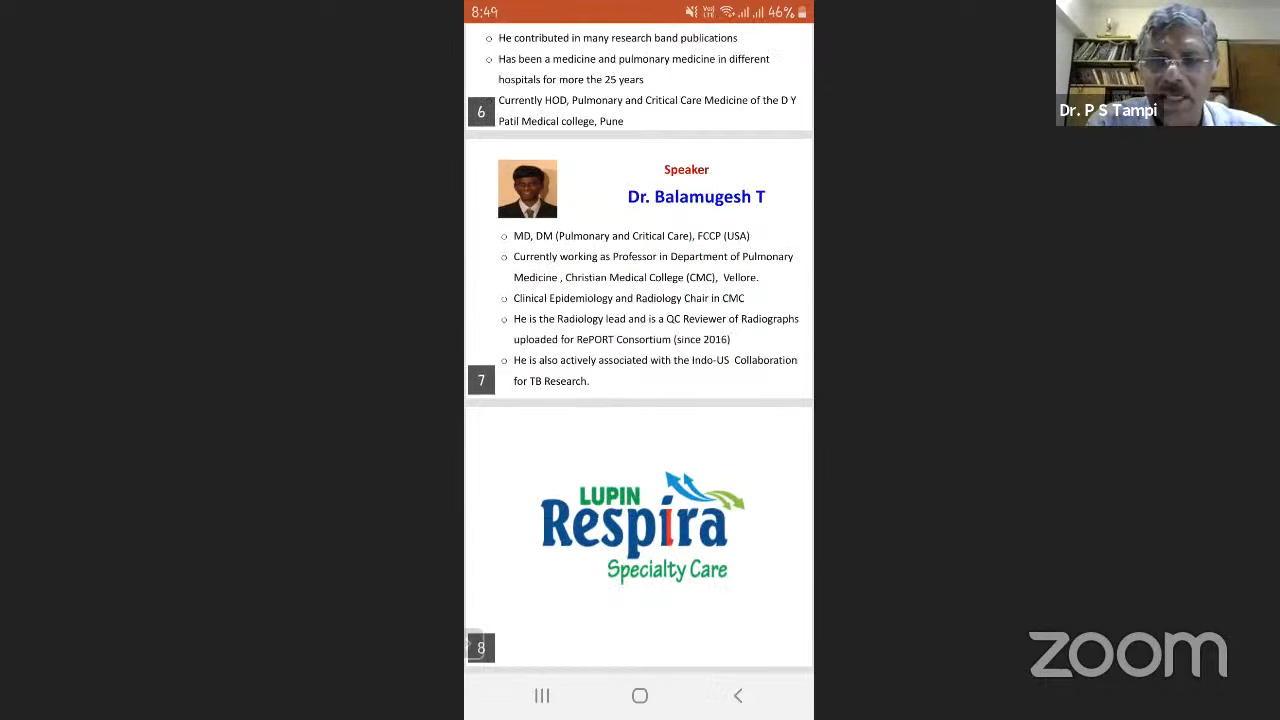 8:49
46%
He contributed in many research band publications
Has been a medicine and pulmonary medicine in different
hospitals for more the 25 years
Currently HOD, Pulmonary and Critical Care Medicine of the D Y
Patil Medical college, Pune
6
Speaker
Dr. Balamugesh T
MD, DM (Pulmonary and Critical Care), FCCP (USA)
Currently working as Professor in Department of Pulmonary
Medicine , Christian Medical College (CMC), Vellore.
Clinical Epidemiology and Radiology Chair in CMC
He is the Radiology lead and is a QC Reviewer of Radiographs
uploaded for RePORT Consortium (since 2016)
He is also actively associated with the Indo-US Collaboration
for TB Research.
7
LUPIN
Respira
Specialty Care
8
Dr. P S Tampi
zoom